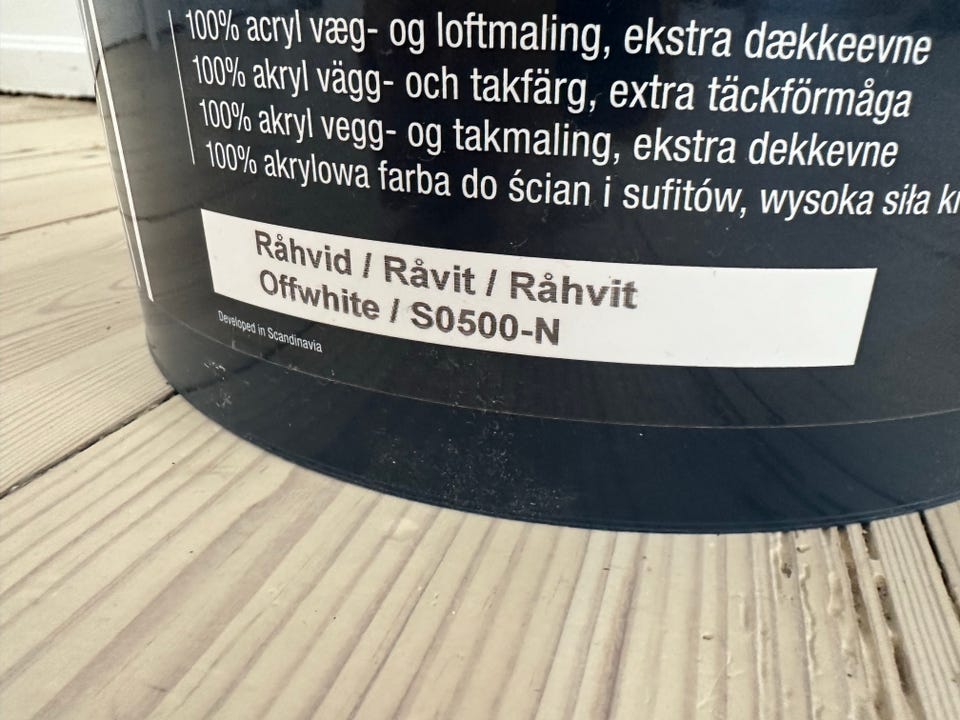 100% acryl væg- og loftmaling, ekstra dækkeevne
100% akryl vägg- och takfärg, extra täckförmåga
100% akryl vegg- og takmaling, ekstra dekkevne
100% akrylowa farba do ścian i sufitów, wysoka siła
Råhvid / Råvit / Råhvit
Offwhite / S0500-N
Developed in Scandinavia